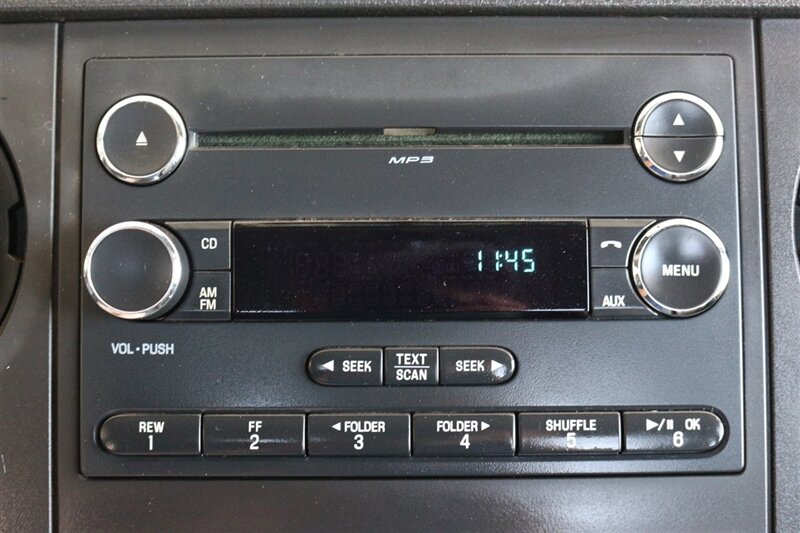 MP3
CD
11:45
AM
FM
AUX
MENU
VOL•PUSH
◀ SEEK
TEXT
SCAN
SEEK ▶
REW
1
FF
2
◀ FOLDER
3
FOLDER ▶
4
SHUFFLE
5
▶/II OK
6